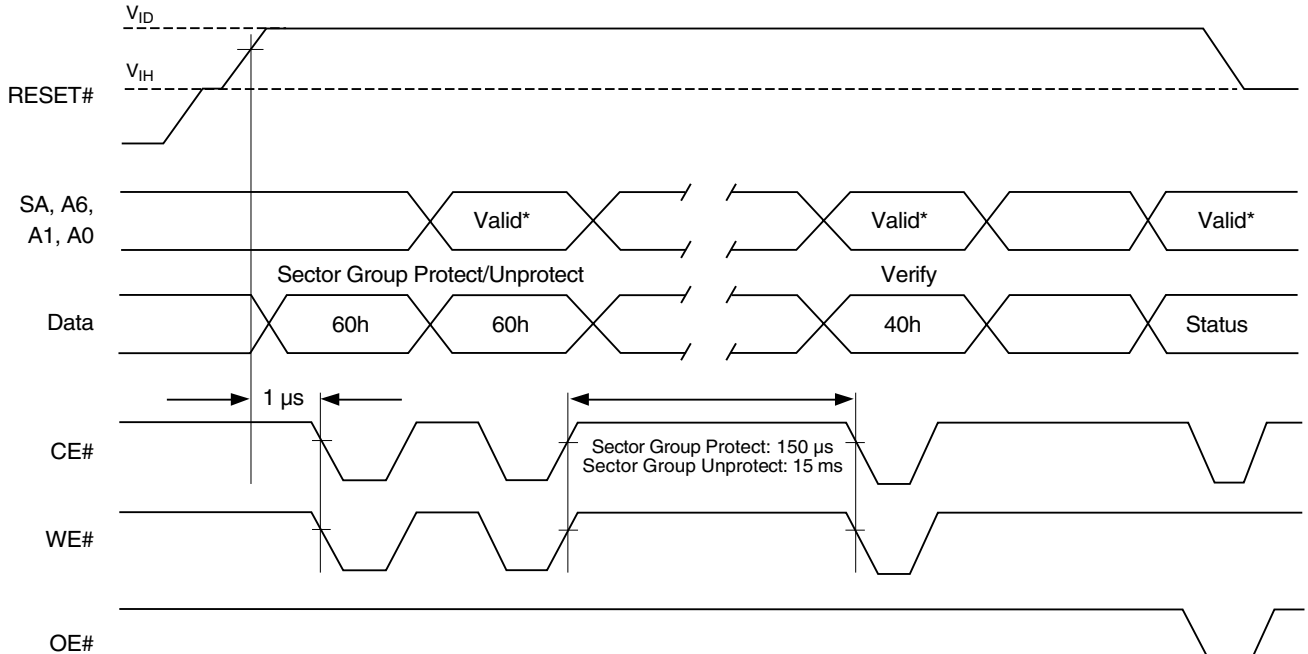 VID
VIH
RESET#
SA, A6,
A1, A0
Valid*
Valid*
Valid*
Sector Group Protect/Unprotect
Verify
Data
60h
60h
40h
Status
1 µs
CE#
Sector Group Protect: 150 µs
Sector Group Unprotect: 15 ms
WE#
OE#